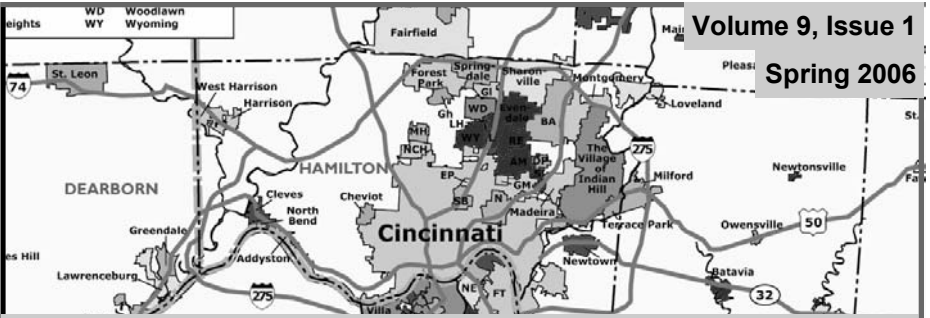 WD Woodlawn
eights WY Wyoming
Volume 9, Issue 1
Spring 2006
Fairfield
74
St. Leon
West Harrison
Harrison
Forest
Park
Spring-
dale
Sharon-
ville
Montgomery
Loveland
Gl
Gh
WD
LH
WY
Even-
dale
RE
BA
MH
NCH
AM
EP
GM
SB
N
HAMILTON
DEARBORN
The
Village
of
Indian
Hill
275
Milford
Newtonsville
Cleves
North
Bend
Cheviot
Madeira
Terrace Park
Owensville
50
Greendale
Cincinnati
Addyston
es Hill
Lawrenceburg
275
Newtown
Batavia
32
NE
FT
Villa